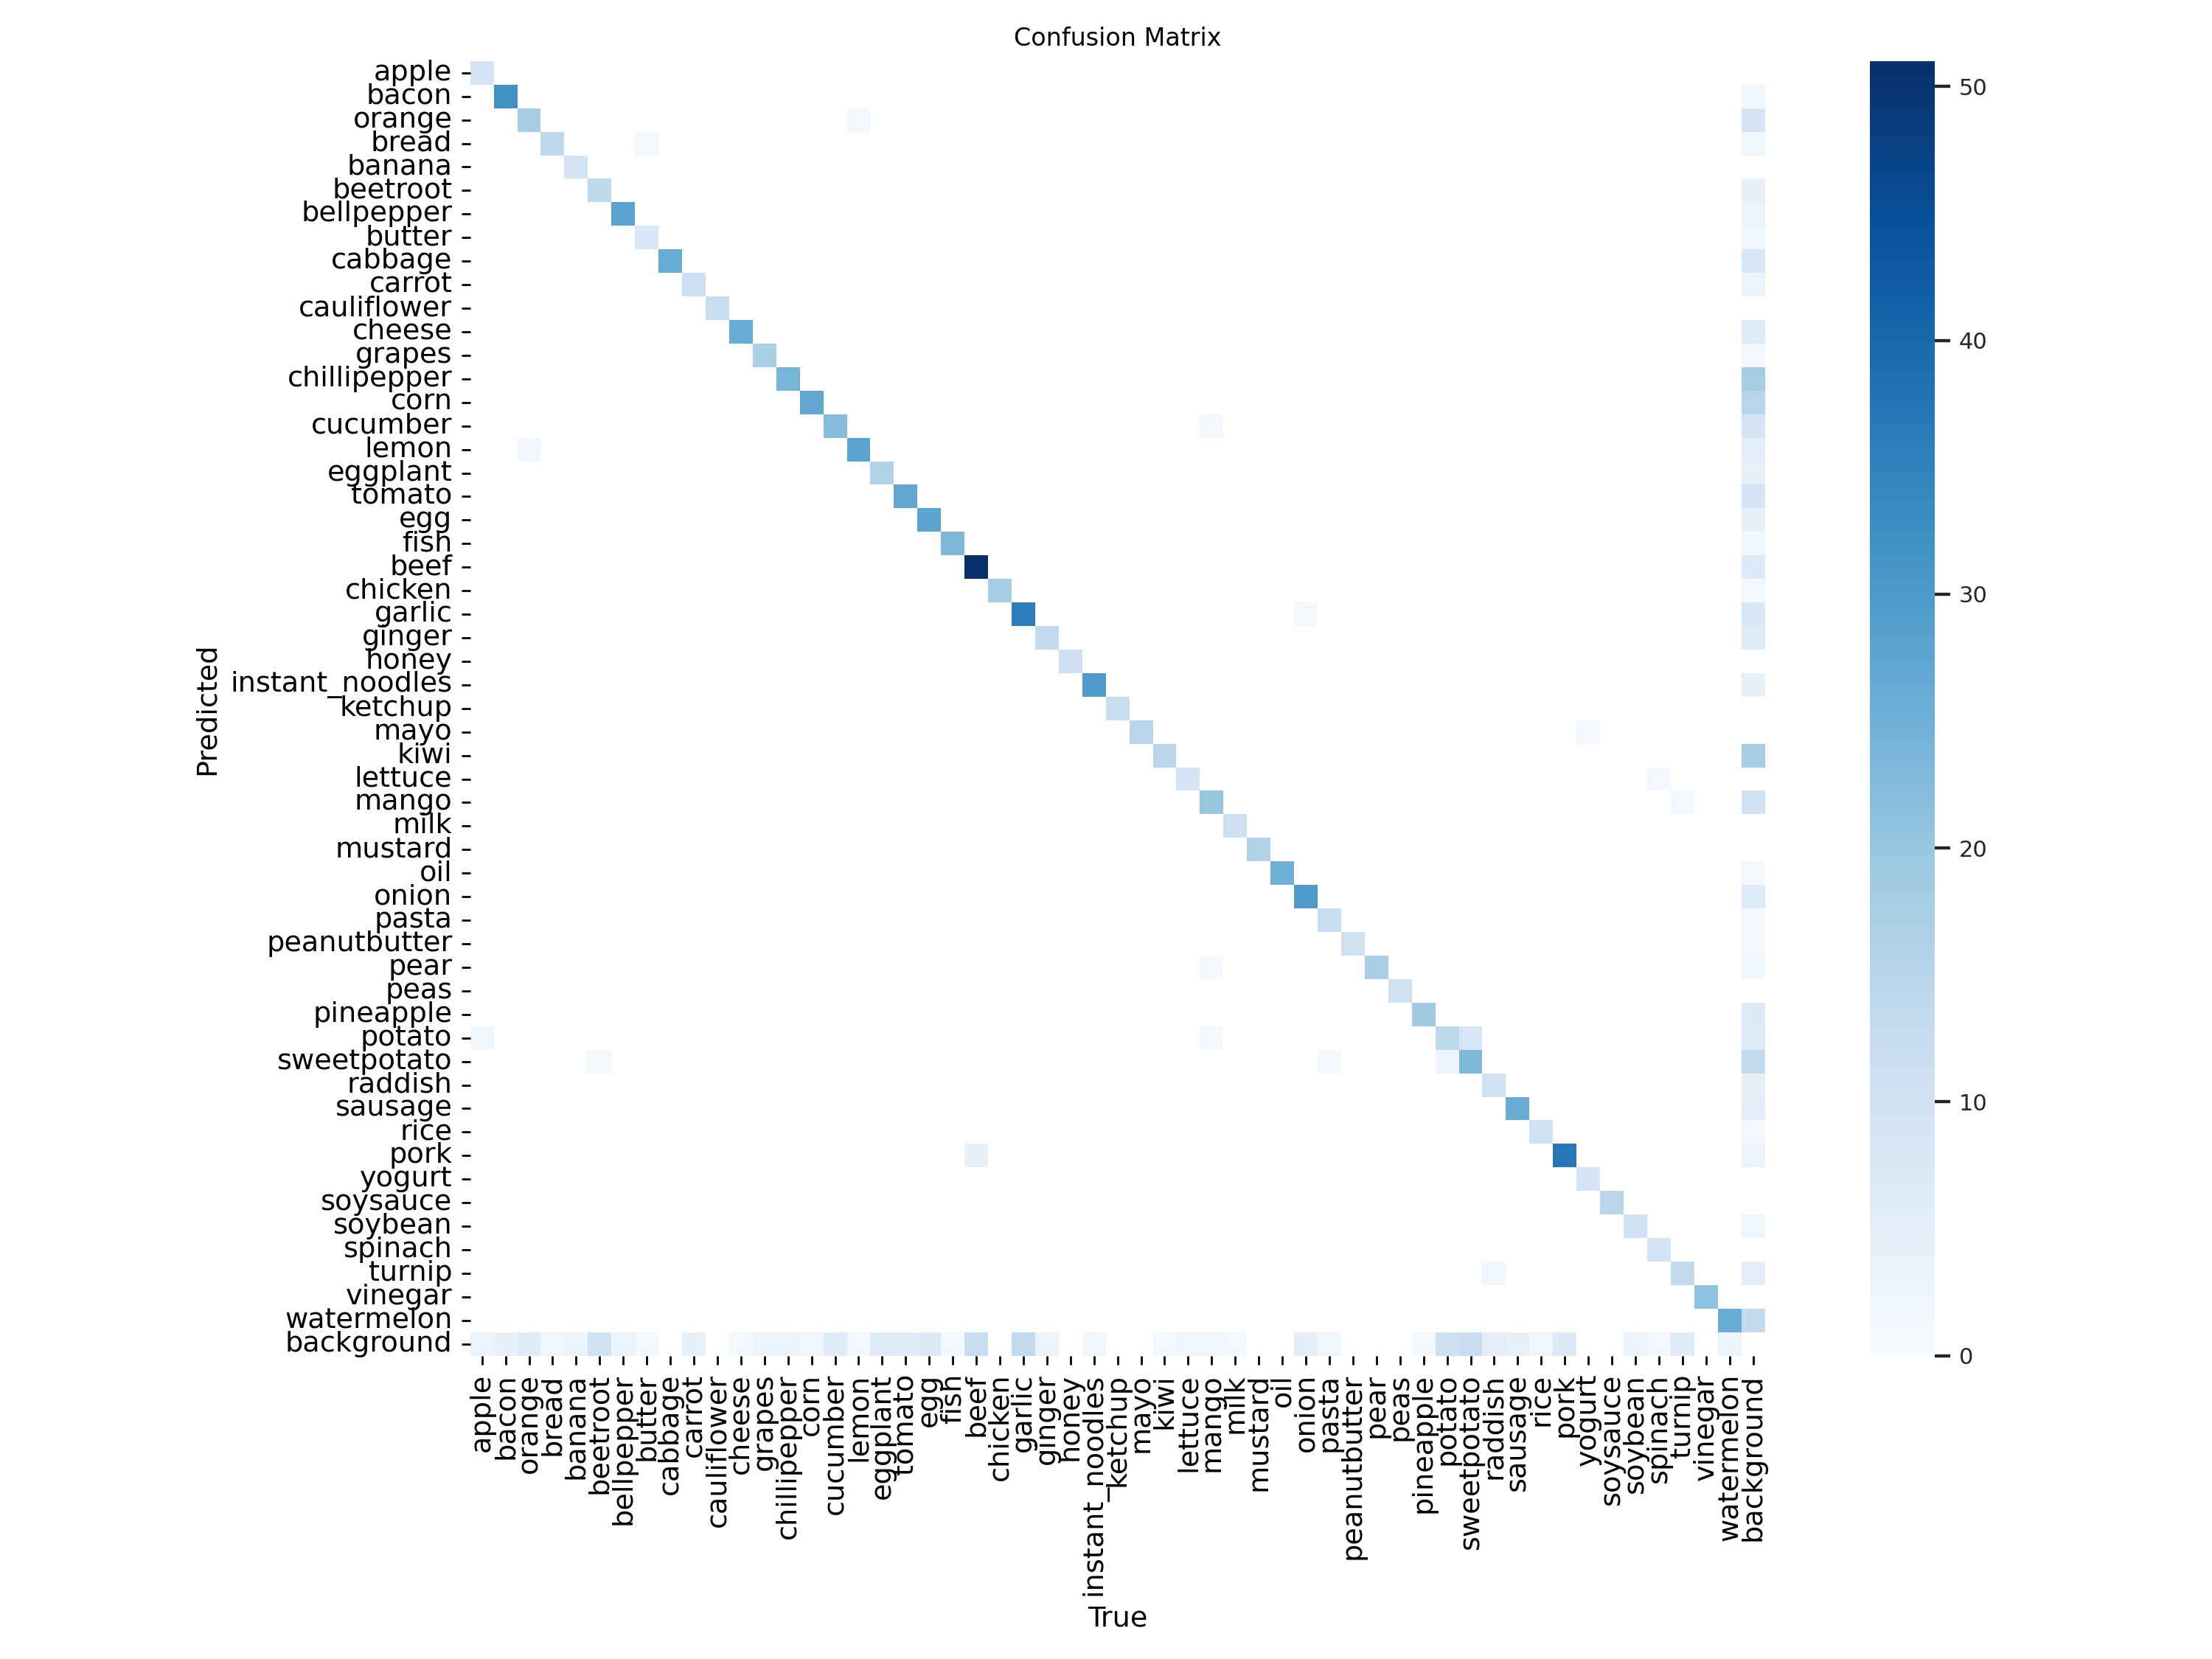 Confusion Matrix
apple
bacon
orange
bread
banana
beetroot
bellpepper
butter
cabbage
carrot
cauliflower
cheese
grapes
chillipepper
corn
cucumber
lemon
eggplant
tomato
egg
fish
beef
chicken
garlic
ginger
honey
instant_noodles
ketchup
mayo
kiwi
lettuce
mango
milk
mustard
oil
onion
pasta
peanutbutter
pear
peas
pineapple
potato
sweetpotato
raddish
sausage
rice
pork
yogurt
soysauce
soybean
spinach
turnip
vinegar
watermelon
background
Predicted
apple
bacon
orange
bread
banana
beetroot
bellpepper
butter
cabbage
carrot
cauliflower
cheese
grapes
chillipepper
corn
cucumber
lemon
eggplant
tomato
egg
fish
beef
chicken
garlic
ginger
honey
instant_noodles
ketchup
mayo
kiwi
lettuce
mango
milk
mustard
oil
onion
pasta
peanutbutter
pear
peas
pineapple
potato
sweetpotato
raddish
sausage
rice
pork
yogurt
soysauce
soybean
spinach
turnip
vinegar
watermelon
background
True
50
40
30
20
10
0